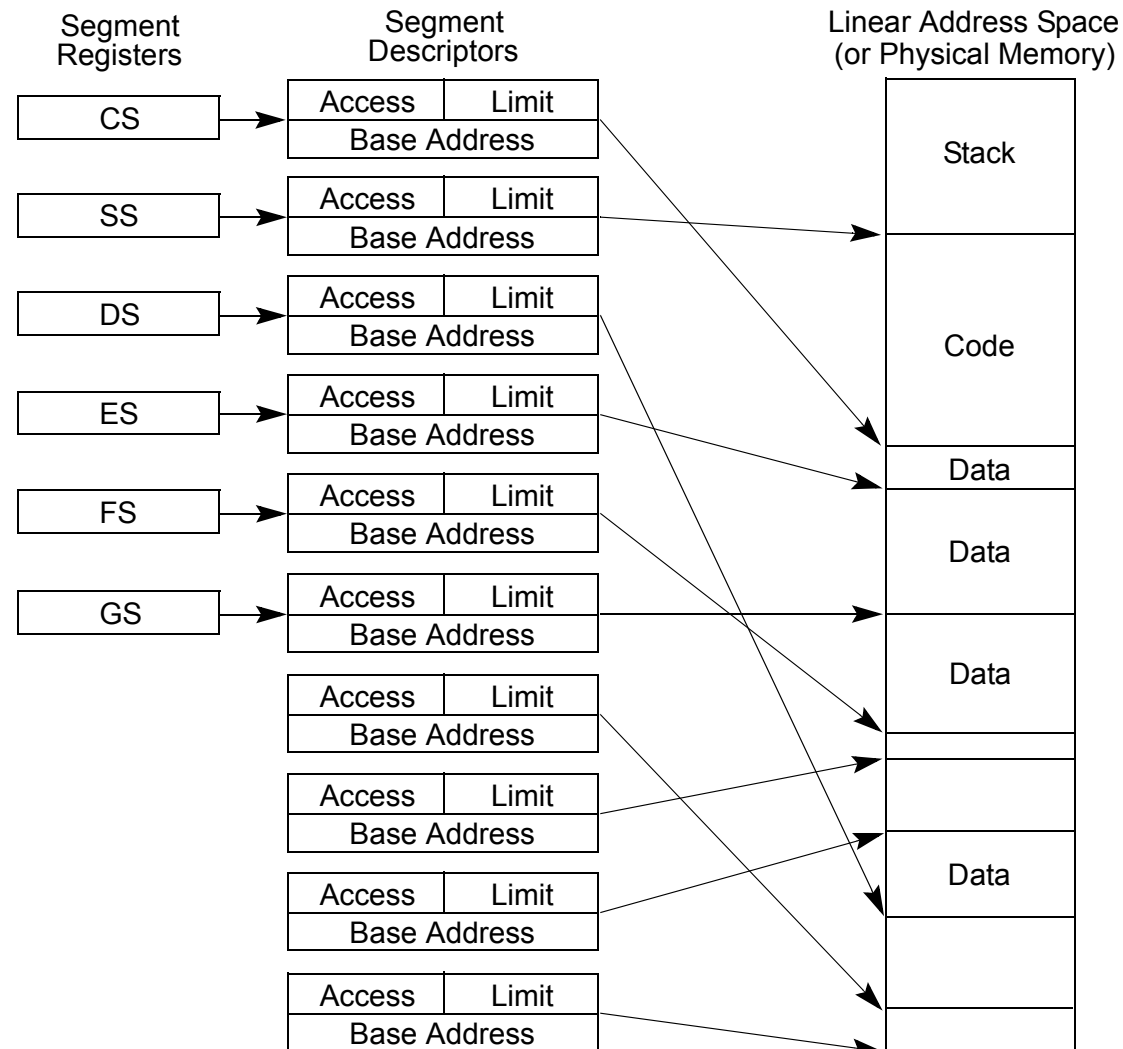 Segment
Registers
Segment
Descriptors
Linear Address Space
(or Physical Memory)
CS
Access Limit
Base Address
Stack
SS
Access Limit
Base Address
DS
Access Limit
Base Address
Code
ES
Access Limit
Base Address
Data
FS
Access Limit
Base Address
Data
GS
Access Limit
Base Address
Data
Access Limit
Base Address
Access Limit
Base Address
Access Limit
Base Address
Data
Access Limit
Base Address